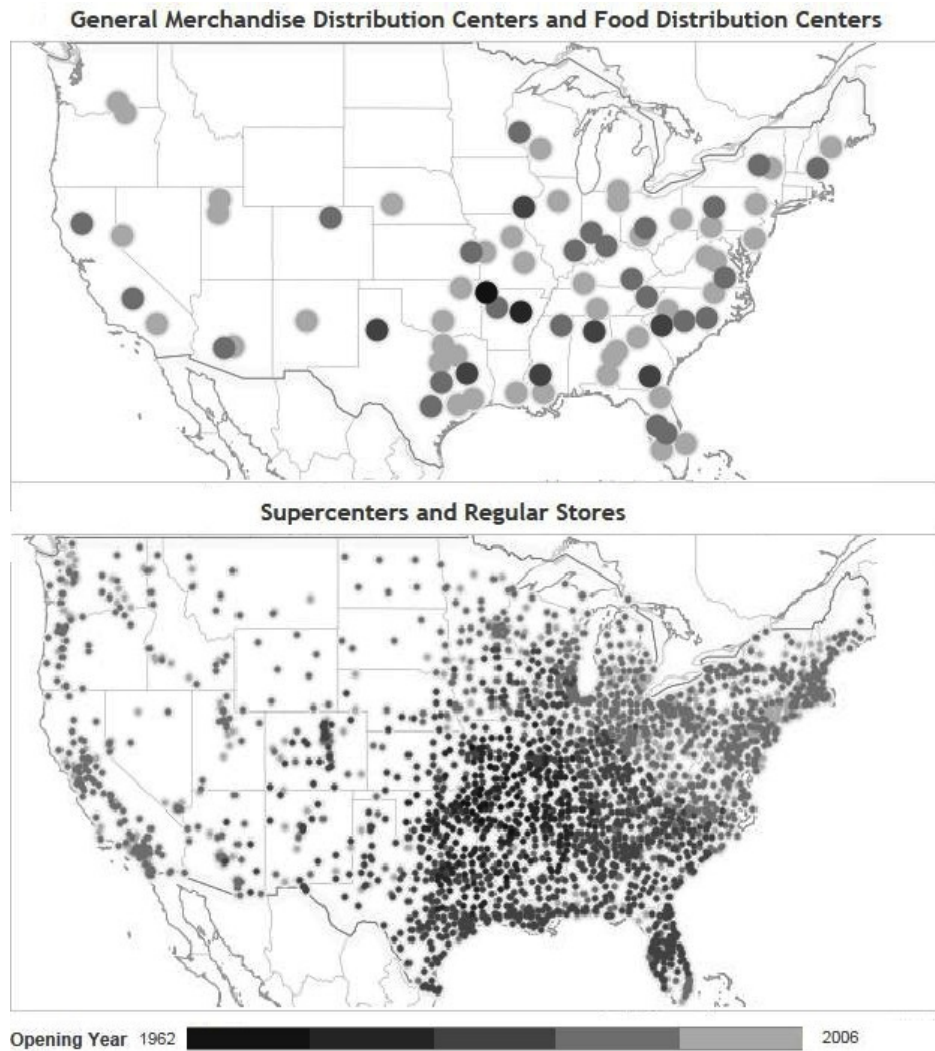 General Merchandise Distribution Centers and Food Distribution Centers
Supercenters and Regular Stores
Opening Year 1962 2006